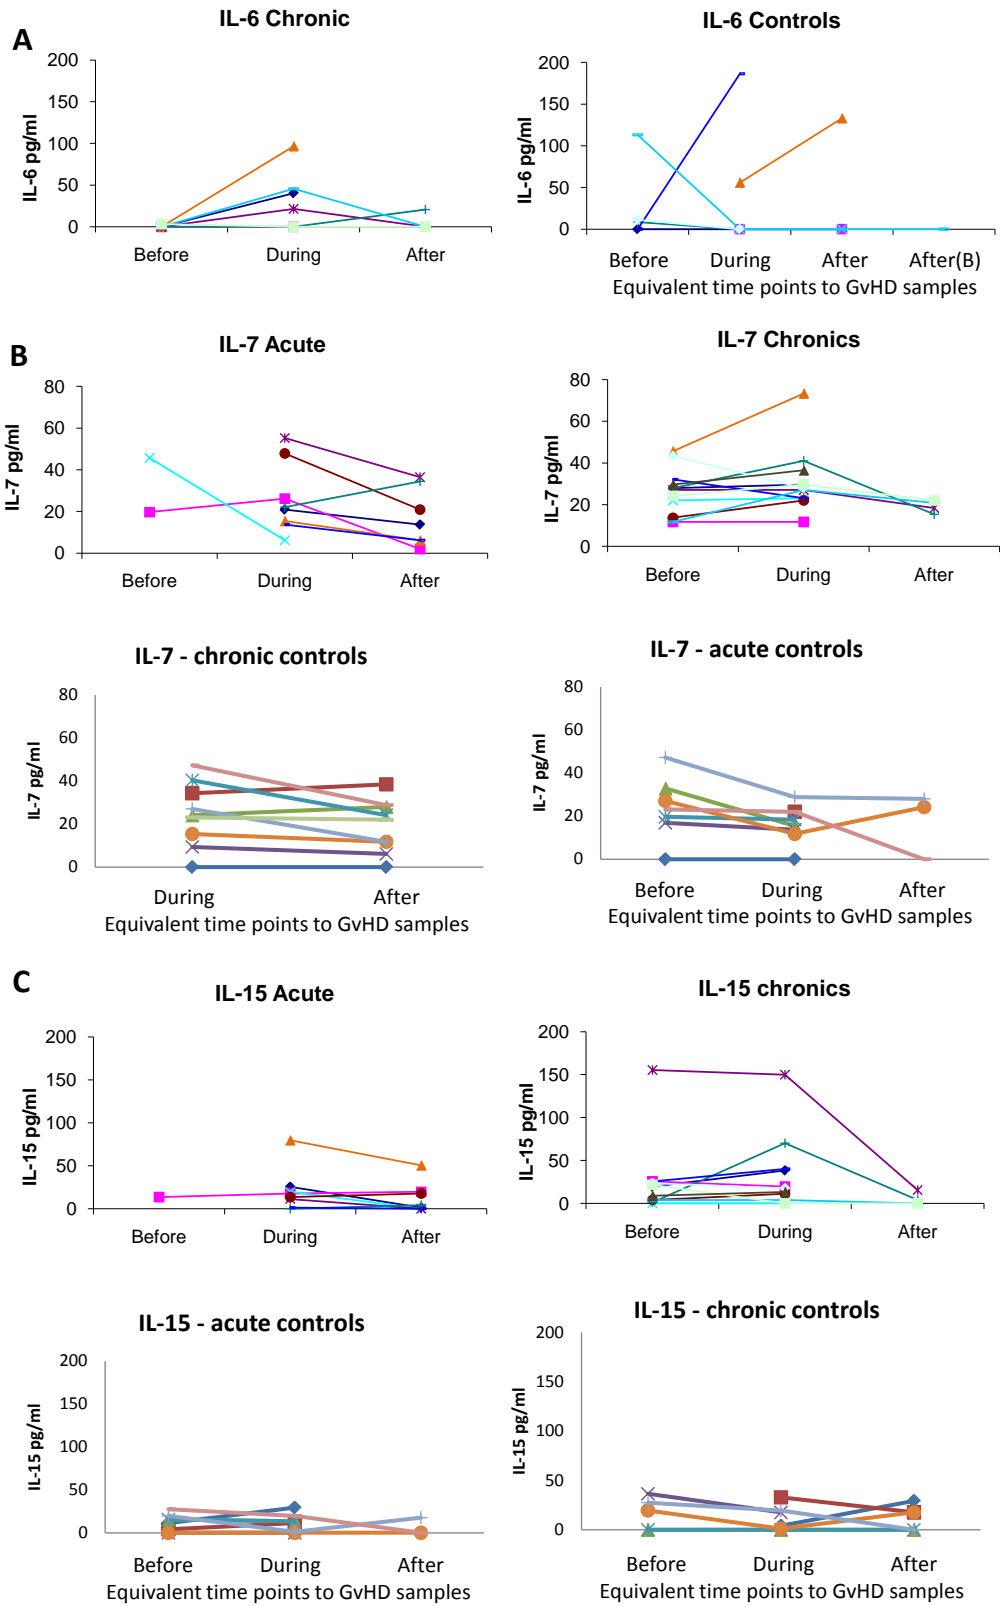 A
IL-6 Chronic
IL-6 pg/ml
200
150
100
50
0
Before During After
IL-6 Controls
IL-6 pg/ml
200
150
100
50
0
Before During After After(B)
Equivalent time points to GvHD samples
B
IL-7 Acute
IL-7 pg/ml
80
60
40
20
0
Before During After
IL-7 Chronics
IL-7 pg/ml
80
60
40
20
0
Before During After
IL-7 - chronic controls
IL-7 pg/ml
80
60
40
20
0
During After
Equivalent time points to GvHD samples
IL-7 - acute controls
IL-7 pg/ml
80
60
40
20
0
Before During After
Equivalent time points to GvHD samples
C
IL-15 Acute
IL-15 pg/ml
200
150
100
50
0
Before During After
IL-15 chronics
IL-15 pg/ml
200
150
100
50
0
Before During After
IL-15 - acute controls
IL-15 pg/ml
200
150
100
50
0
Before During After
Equivalent time points to GvHD samples
IL-15 - chronic controls
IL-15 pg/ml
200
150
100
50
0
Before During After
Equivalent time points to GvHD samples